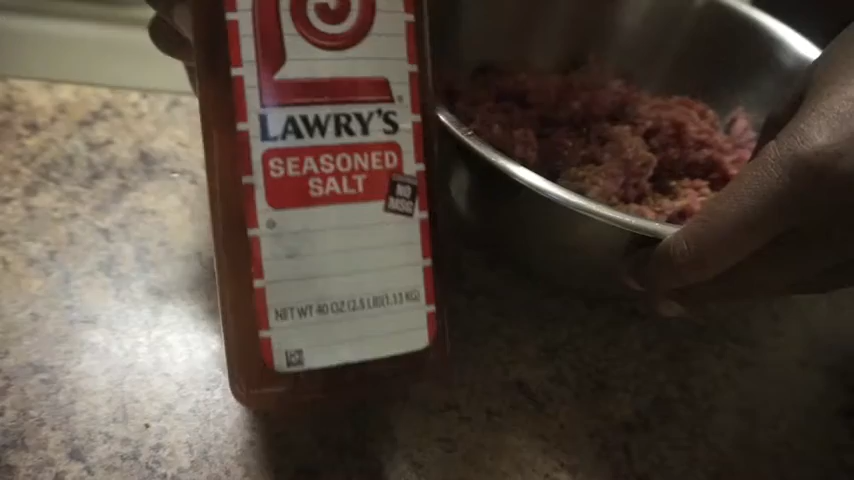 LAWRY'S
SEASONED
SALT
NO
MSG
NET WT 40 OZ (2.5 LB) (1.13 KG)